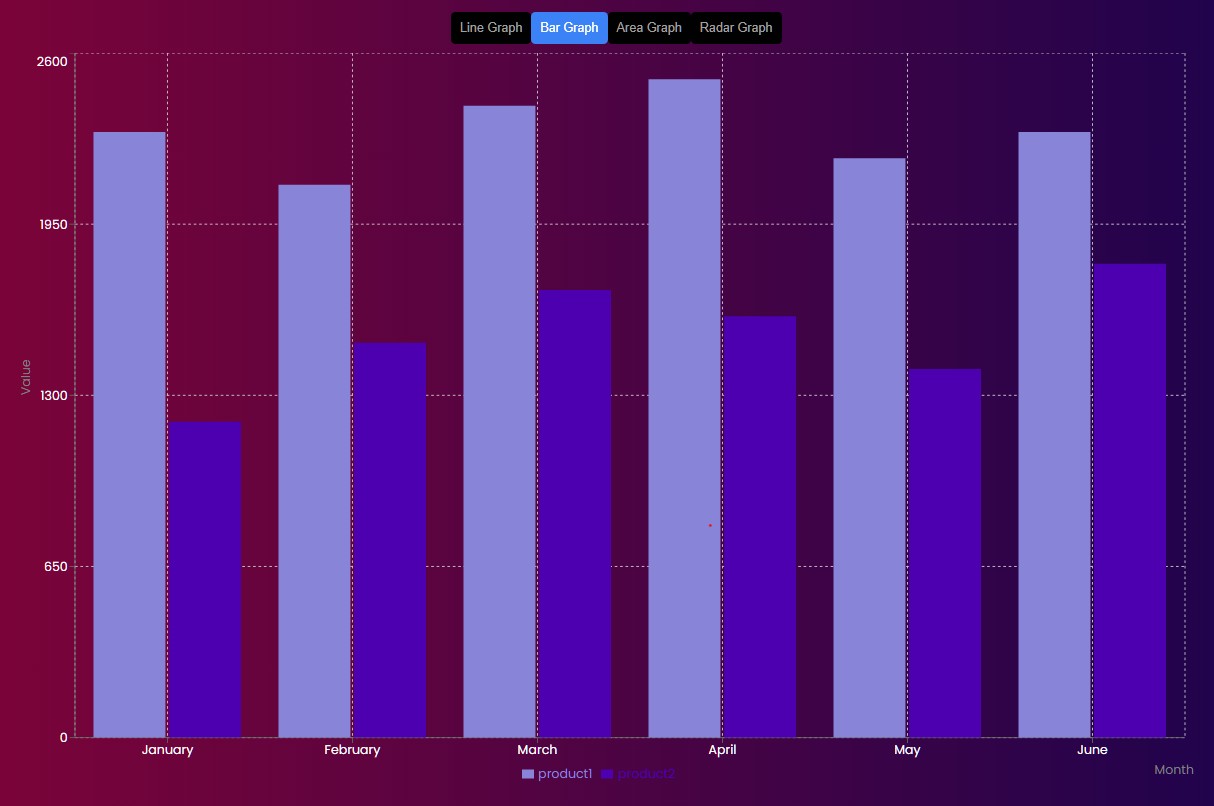 Line Graph Bar Graph Area Graph Radar Graph
2600
1950
1300
650
0
Value
January February March April May June
Month
product1 product2